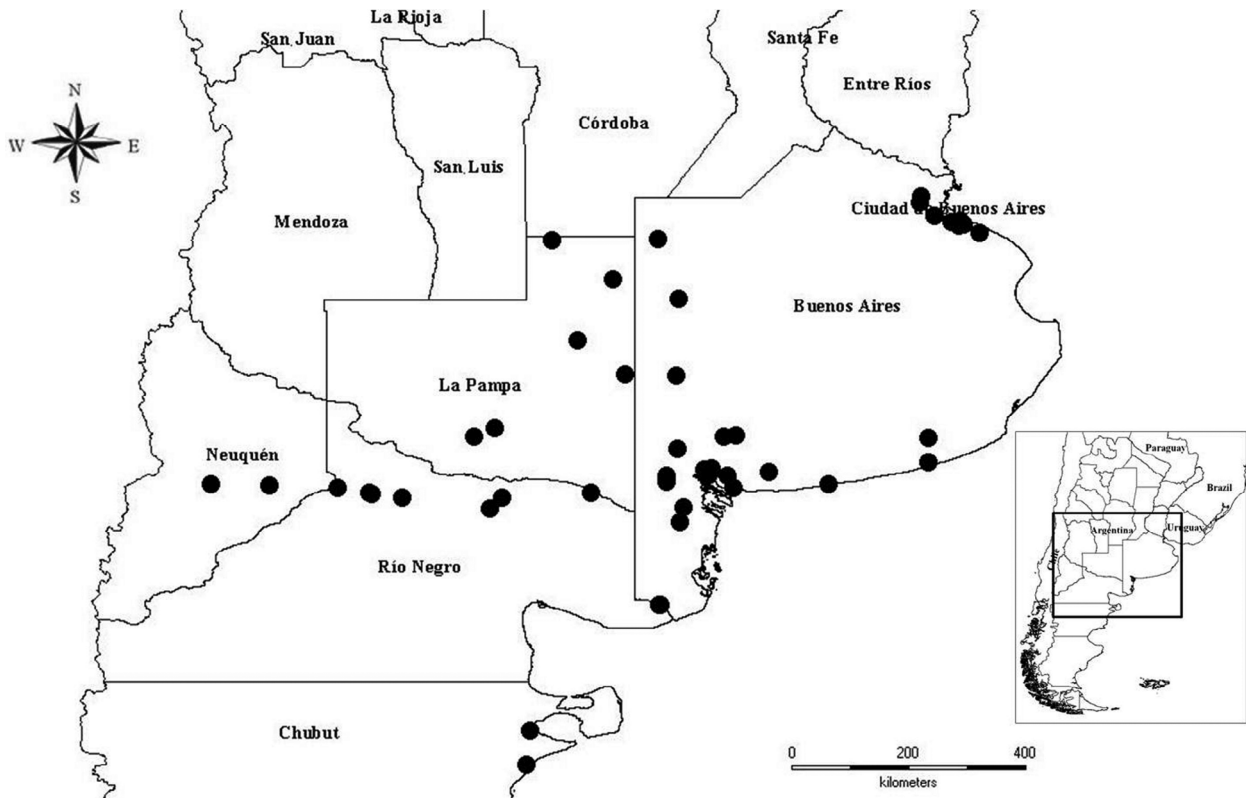 La Rioja
San Juan
Santa Fe
Entre Ríos
N
W E
S
Córdoba
San Luis
Mendoza
Ciudad de Buenos Aires
Buenos Aires
La Pampa
Neuquén
Río Negro
Chubut
Paraguay
Brazil
Uruguay
Argentina
Chile
0 200 400
kilometers